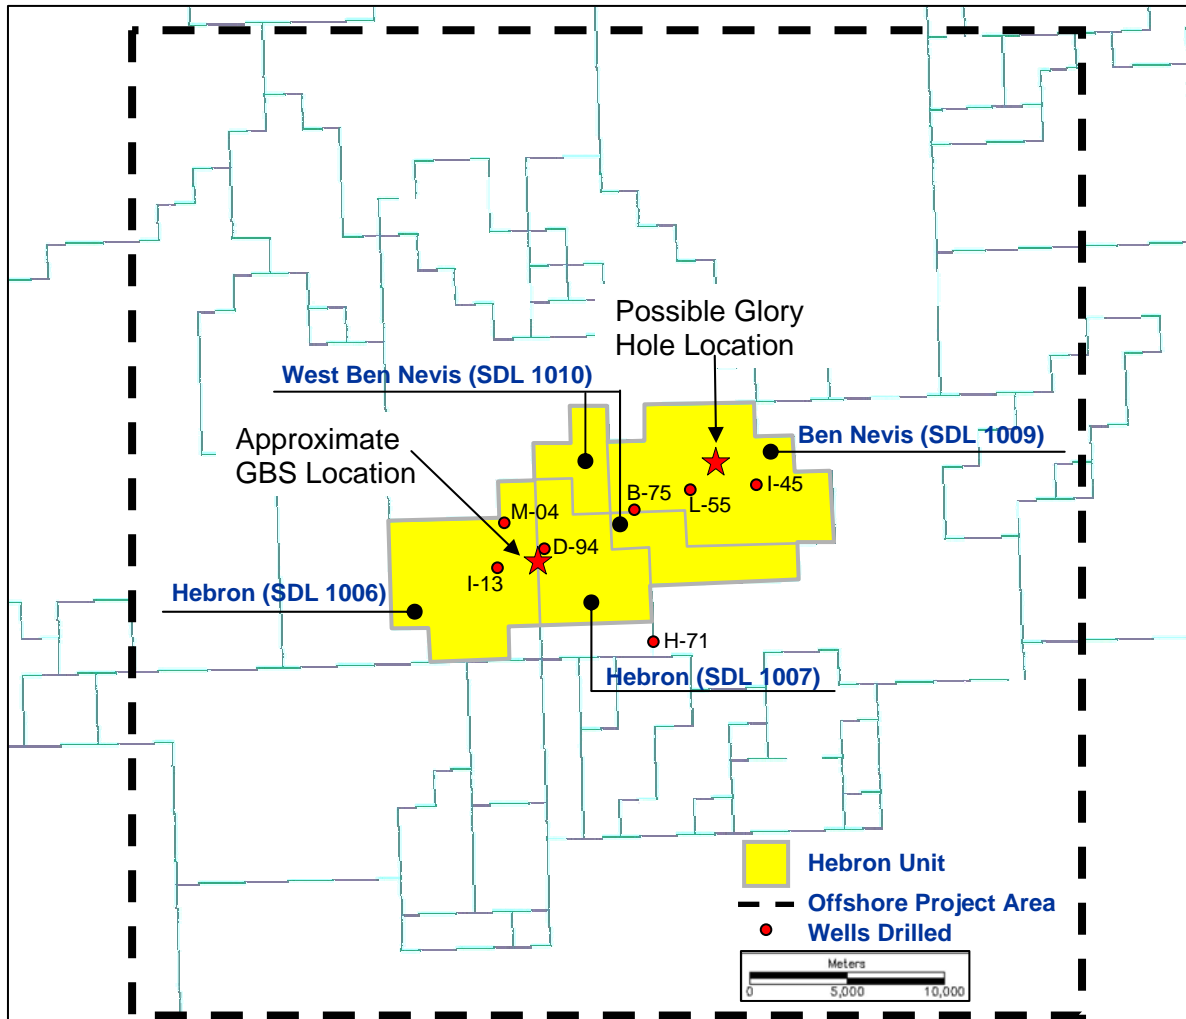 Possible Glory
Hole Location
West Ben Nevis (SDL 1010)
Approximate
GBS Location
Ben Nevis (SDL 1009)
I-45
L-55
B-75
M-04
D-94
I-13
Hebron (SDL 1006)
H-71
Hebron (SDL 1007)
Hebron Unit
Offshore Project Area
Wells Drilled
Meters
0 5,000 10,000